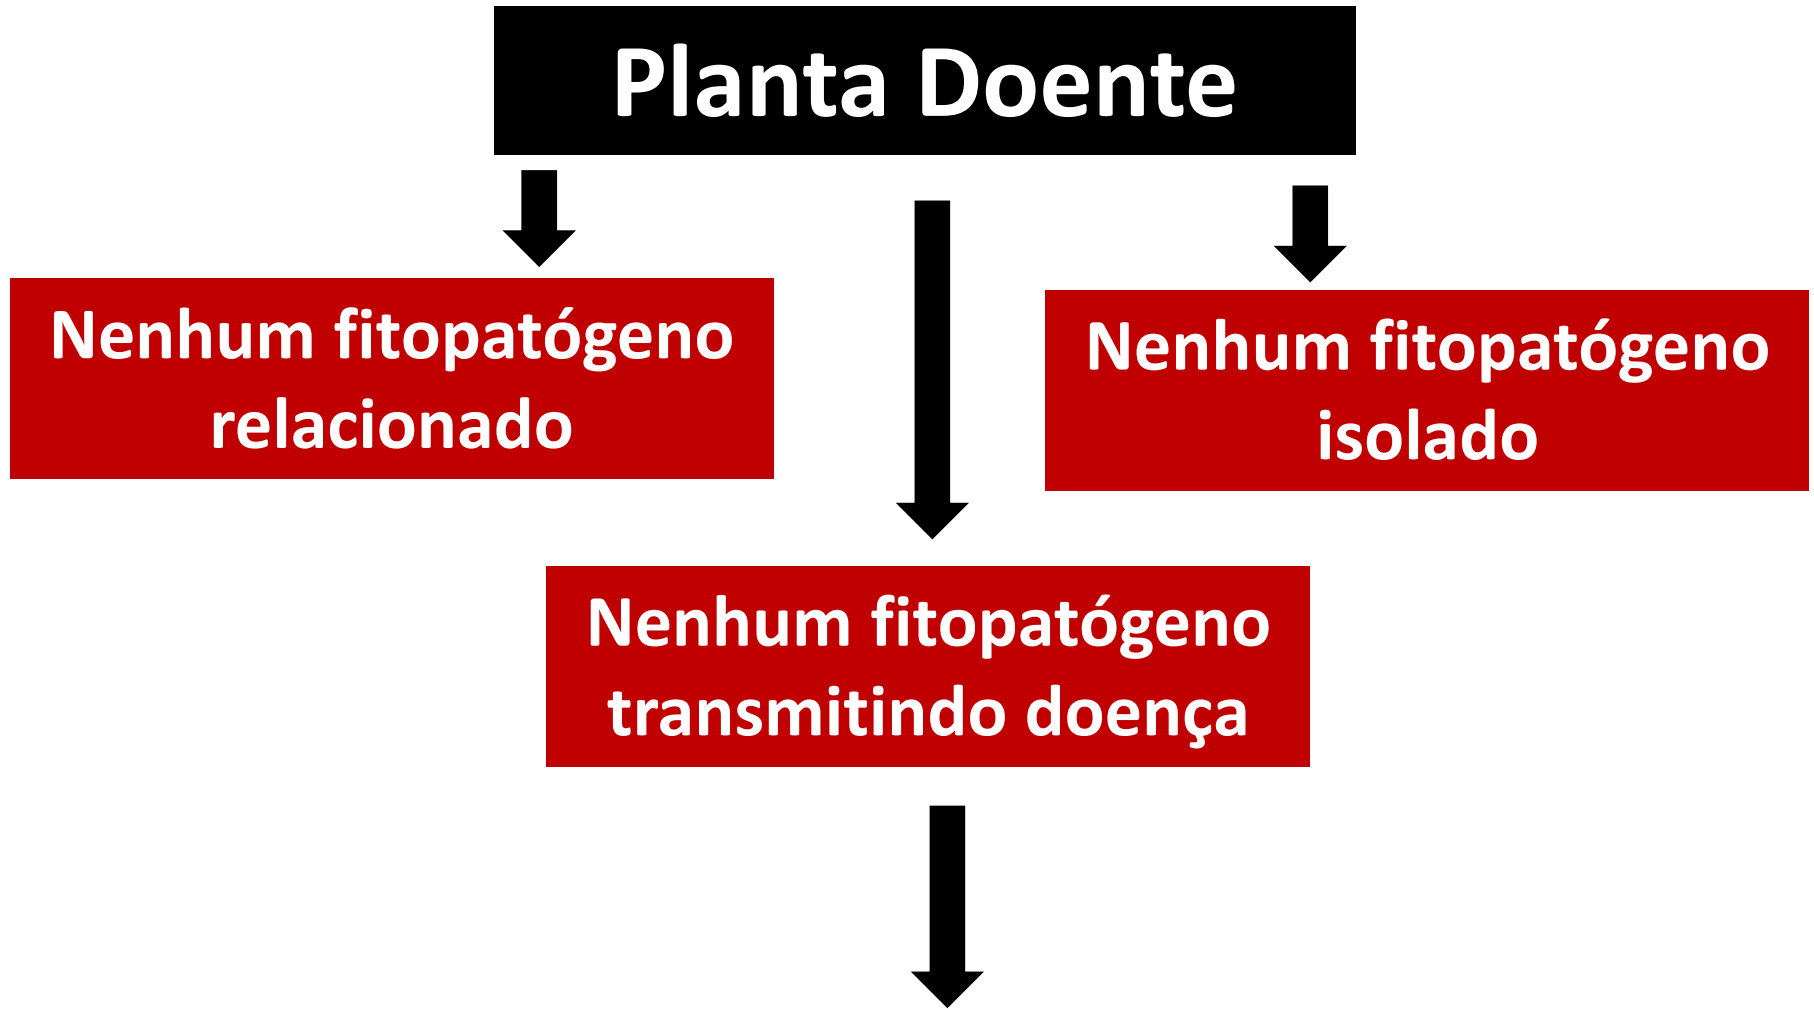 Planta Doente
Nenhum fitopatógeno
relacionado
Nenhum fitopatógeno
isolado
Nenhum fitopatógeno
transmitindo doença